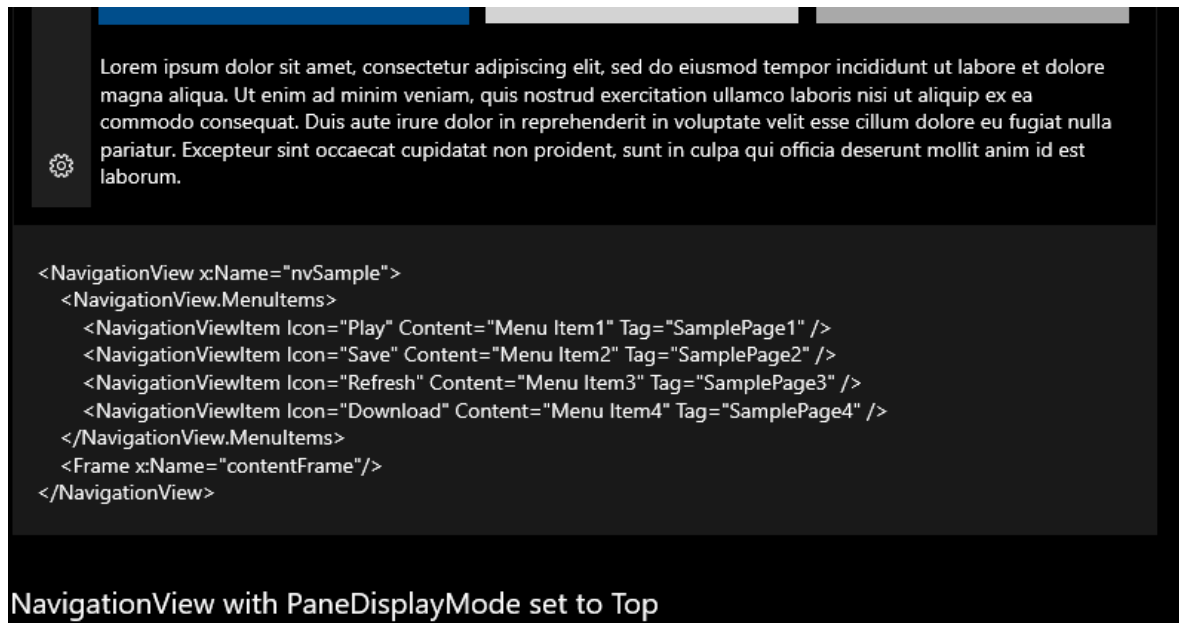 Lorem ipsum dolor sit amet, consectetur adipiscing elit, sed do eiusmod tempor incididunt ut labore et dolore
magna aliqua. Ut enim ad minim veniam, quis nostrud exercitation ullamco laboris nisi ut aliquip ex ea
commodo consequat. Duis aute irure dolor in reprehenderit in voluptate velit esse cillum dolore eu fugiat nulla
pariatur. Excepteur sint occaecat cupidatat non proident, sunt in culpa qui officia deserunt mollit anim id est
laborum.
<NavigationView x:Name="nvSample">
<NavigationView.MenuItems>
<NavigationViewItem Icon="Play" Content="Menu Item1" Tag="SamplePage1" />
<NavigationViewItem Icon="Save" Content="Menu Item2" Tag="SamplePage2" />
<NavigationViewItem Icon="Refresh" Content="Menu Item3" Tag="SamplePage3" />
<NavigationViewItem Icon="Download" Content="Menu Item4" Tag="SamplePage4" />
</NavigationView.MenuItems>
<Frame x:Name="contentFrame"/>
</NavigationView>
NavigationView with PaneDisplayMode set to Top